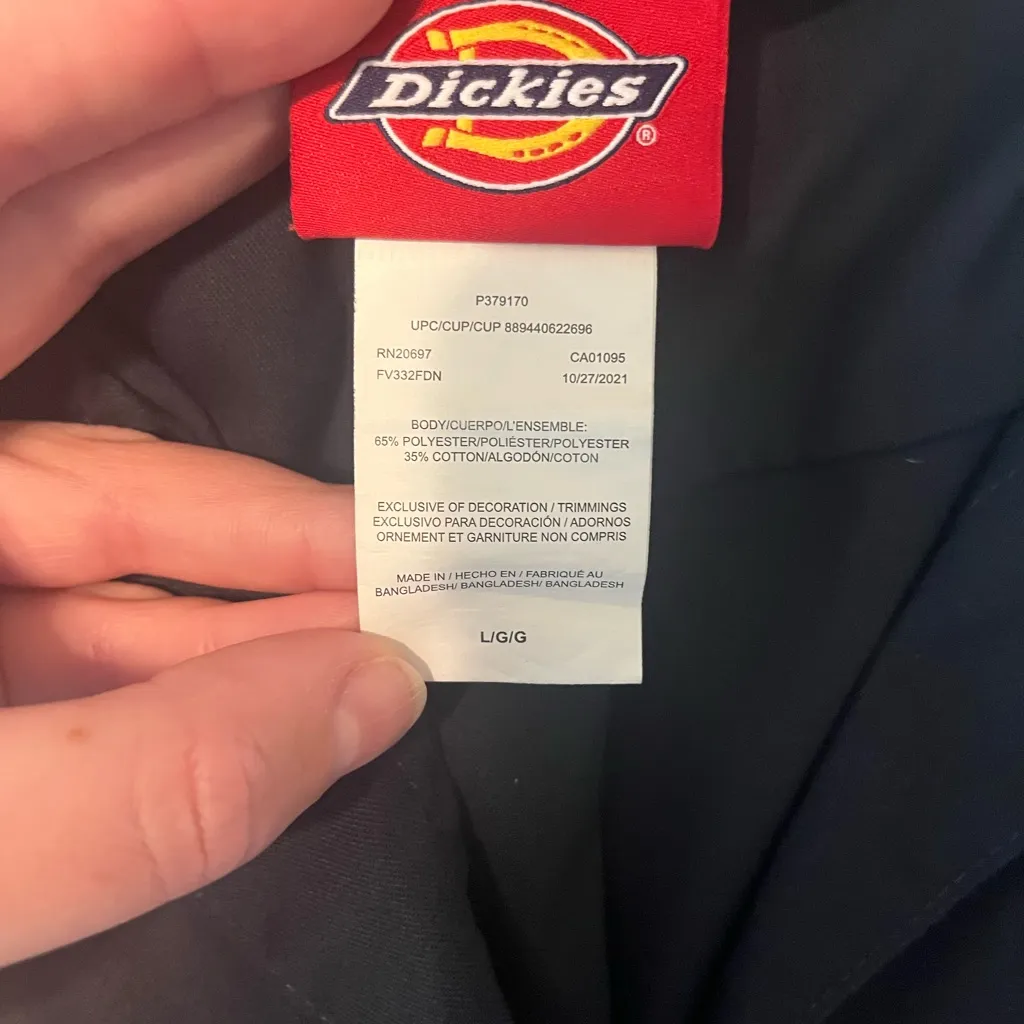 Dickies
®
P379170
UPC/CUP/CUP 889440622696
RN20697 CA01095
FV332FDN 10/27/2021
BODY/CUERPO/L'ENSEMBLE:
65% POLYESTER/POLIÉSTER/POLYESTER
35% COTTON/ALGODÓN/COTON
EXCLUSIVE OF DECORATION / TRIMMINGS
EXCLUSIVO PARA DECORACIÓN / ADORNOS
ORNEMENT ET GARNITURE NON COMPRIS
MADE IN / HECHO EN / FABRIQUÉ AU
BANGLADESH/ BANGLADESH/ BANGLADESH
L/G/G